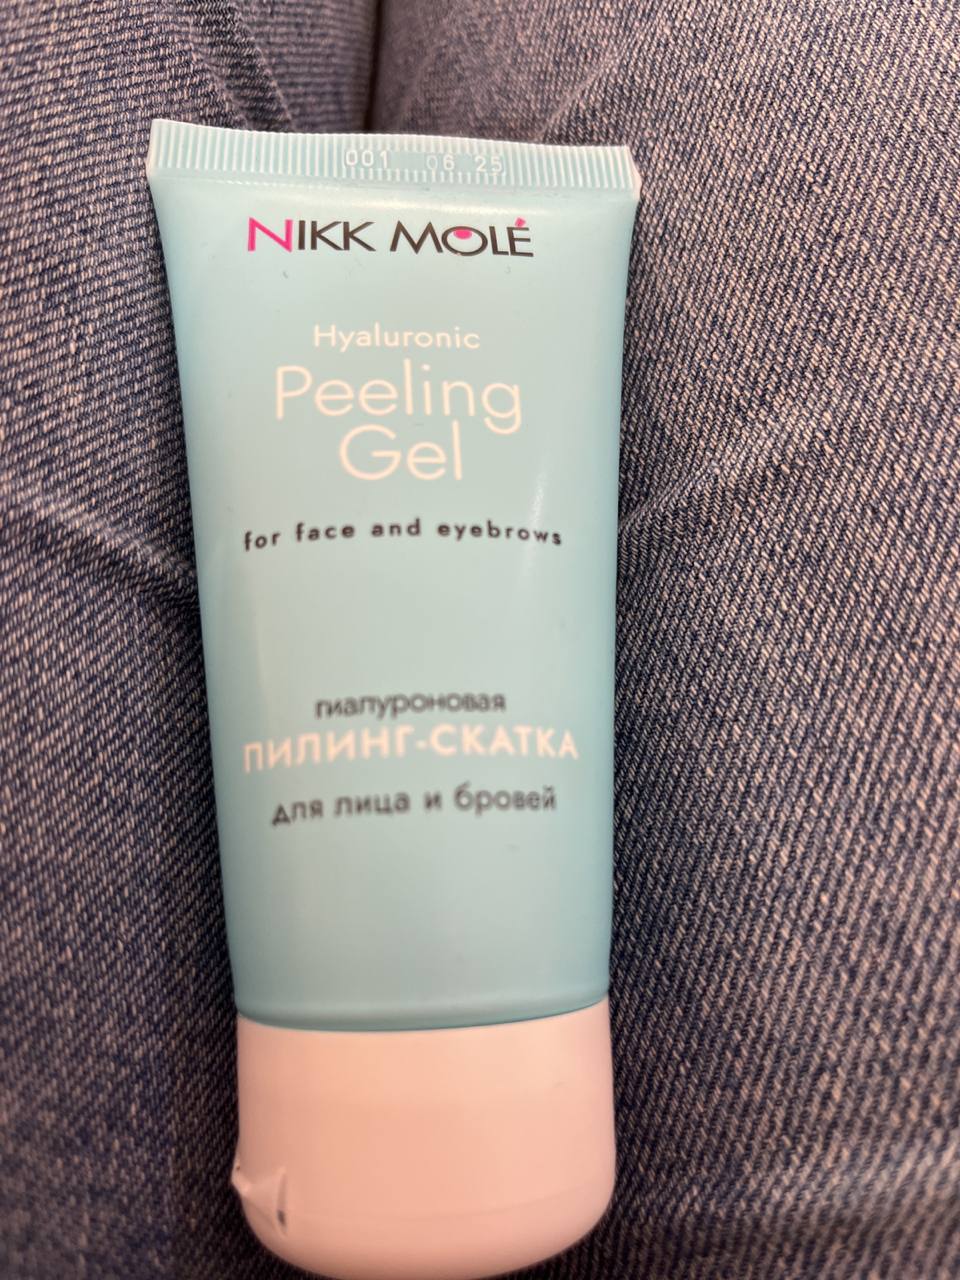 001 06 25
NIKK MOLÉ
Hyaluronic
Peeling
Gel
for face and eyebrows
гиалуроновая
ПИЛИНГ-СКАТКА
для лица и бровей